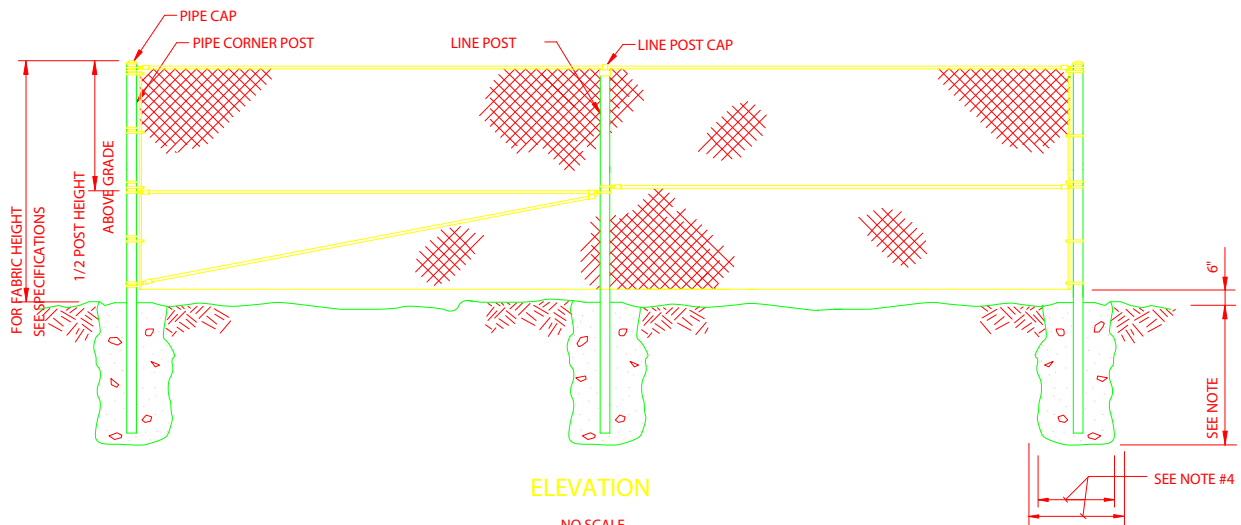 PIPE CAP
PIPE CORNER POST
LINE POST
LINE POST CAP
FOR FABRIC HEIGHT
SEE SPECIFICATIONS
1/2 POST HEIGHT
ABOVE GRADE
6"
SEE NOTE
SEE NOTE #4
ELEVATION
NO SCALE